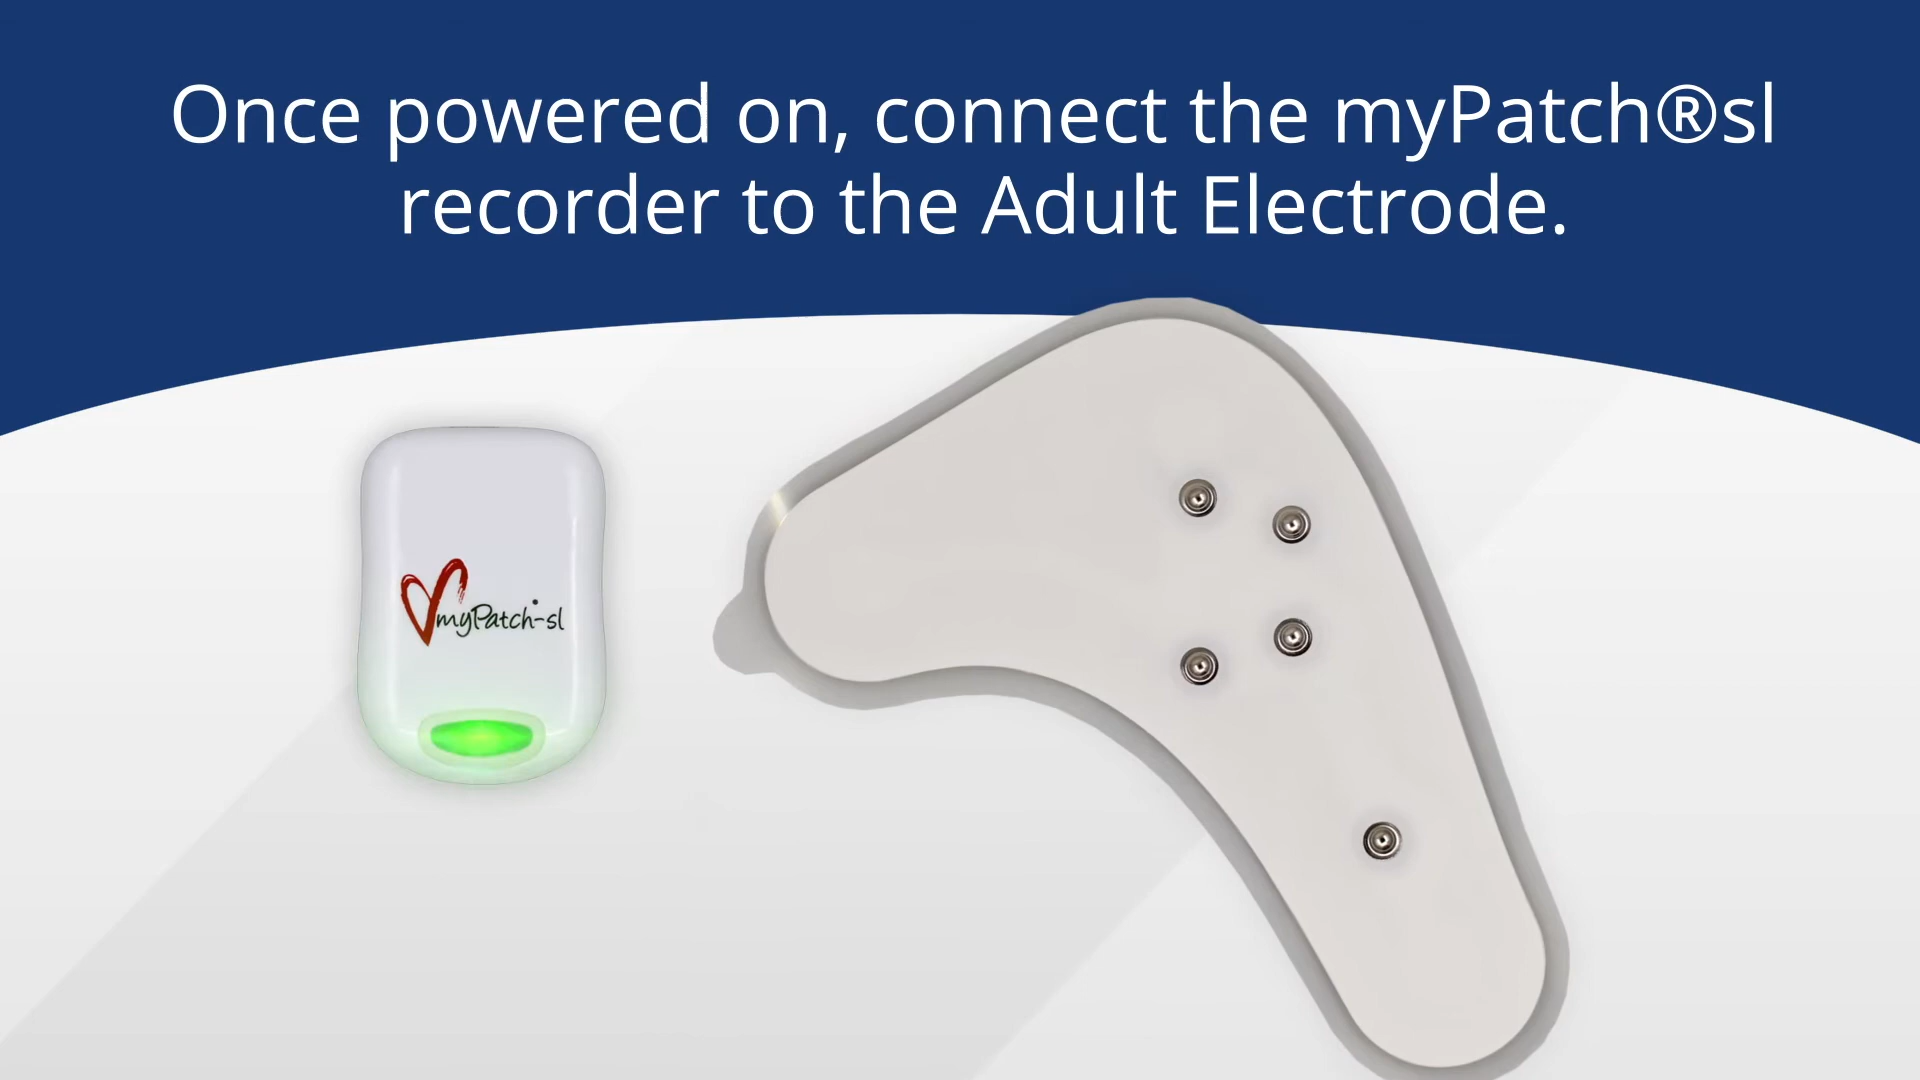 Once powered on, connect the myPatch®sl
recorder to the Adult Electrode.
myPatch-sl